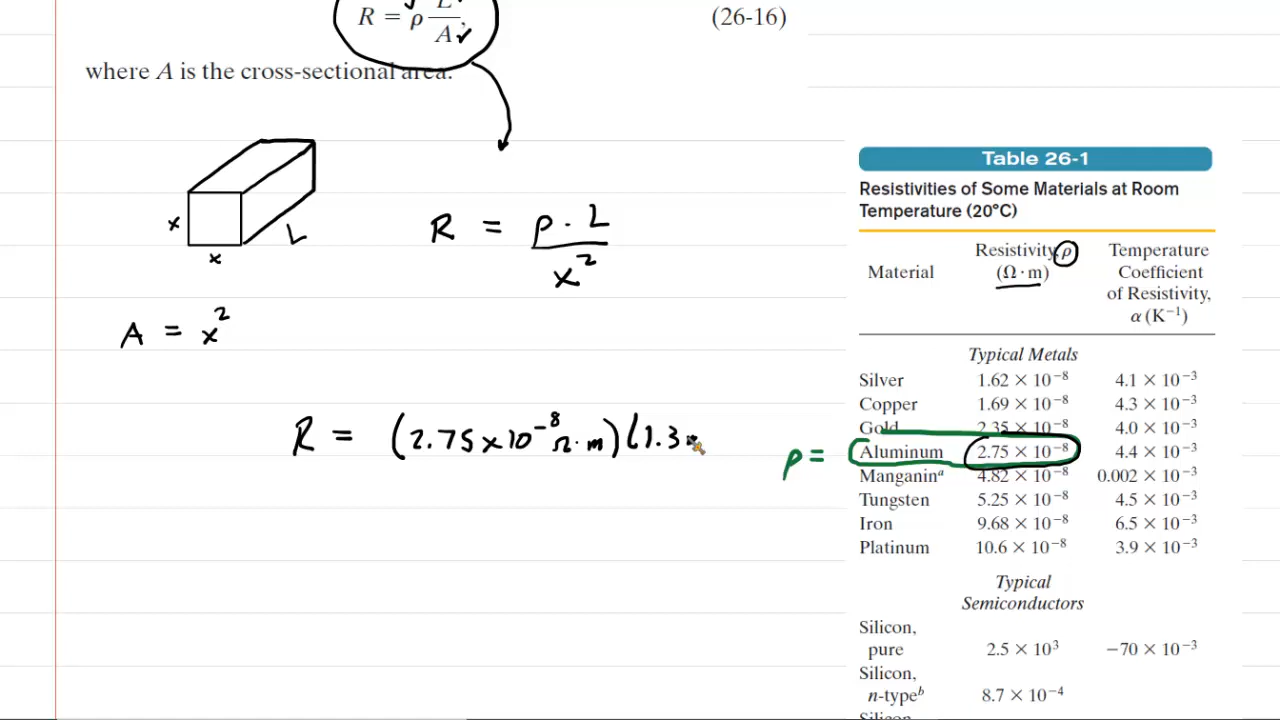 R = ρ L/A,
(26-16)
where A is the cross-sectional area.
x
x
L
A = x²
R = ρ · L / x²
R = (2.75 x 10⁻⁸ Ω·m)(1.3
ρ =
Table 26-1
Resistivities of Some Materials at Room
Temperature (20°C)
Material Resistivity, ρ (Ω · m) Temperature Coefficient of Resistivity, α (K⁻¹)
Typical Metals
Silver 1.62 × 10⁻⁸ 4.1 × 10⁻³
Copper 1.69 × 10⁻⁸ 4.3 × 10⁻³
Gold 2.35 × 10⁻⁸ 4.0 × 10⁻³
Aluminum 2.75 × 10⁻⁸ 4.4 × 10⁻³
Manganinᵃ 4.82 × 10⁻⁸ 0.002 × 10⁻³
Tungsten 5.25 × 10⁻⁸ 4.5 × 10⁻³
Iron 9.68 × 10⁻⁸ 6.5 × 10⁻³
Platinum 10.6 × 10⁻⁸ 3.9 × 10⁻³
Typical
Semiconductors
Silicon,
pure 2.5 × 10³ −70 × 10⁻³
Silicon,
n-typeᵇ 8.7 × 10⁻⁴
Silicon